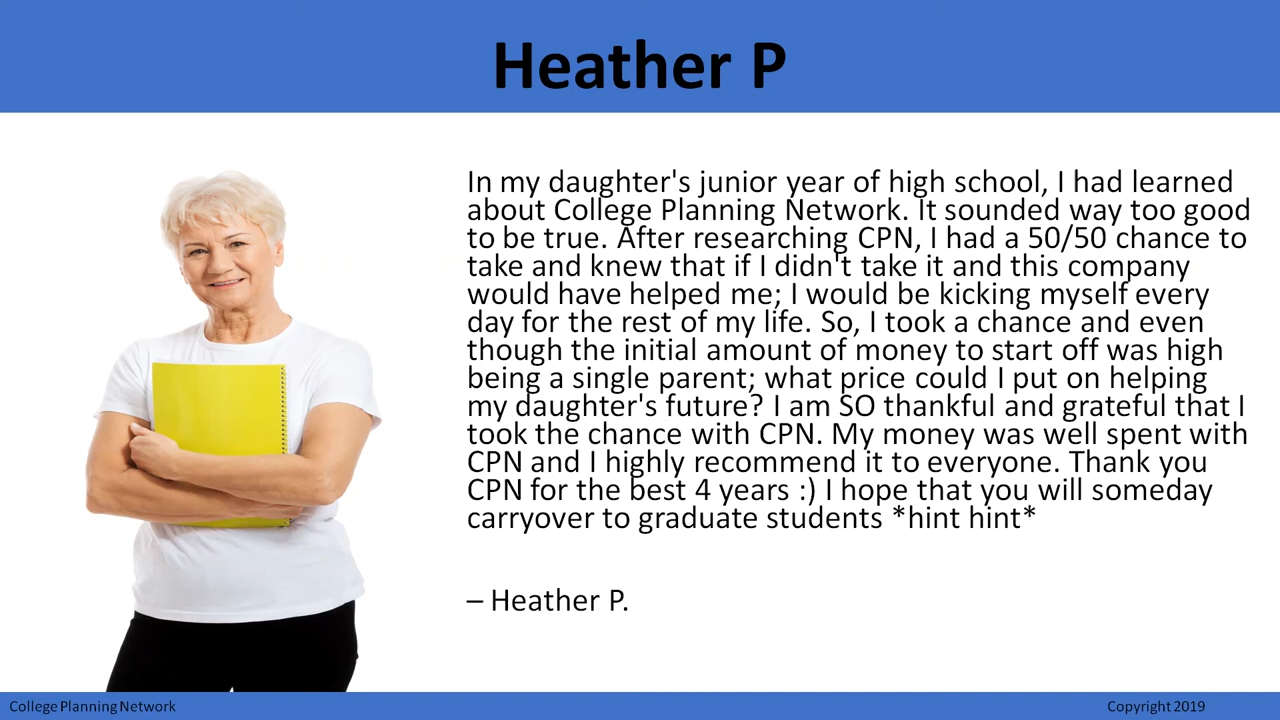 Heather P
In my daughter's junior year of high school, I had learned
about College Planning Network. It sounded way too good
to be true. After researching CPN, I had a 50/50 chance to
take and knew that if I didn't take it and this company
would have helped me; I would be kicking myself every
day for the rest of my life. So, I took a chance and even
though the initial amount of money to start off was high
being a single parent; what price could I put on helping
my daughter's future? I am SO thankful and grateful that I
took the chance with CPN. My money was well spent with
CPN and I highly recommend it to everyone. Thank you
CPN for the best 4 years :) I hope that you will someday
carryover to graduate students *hint hint*
– Heather P.
College Planning Network
Copyright 2019